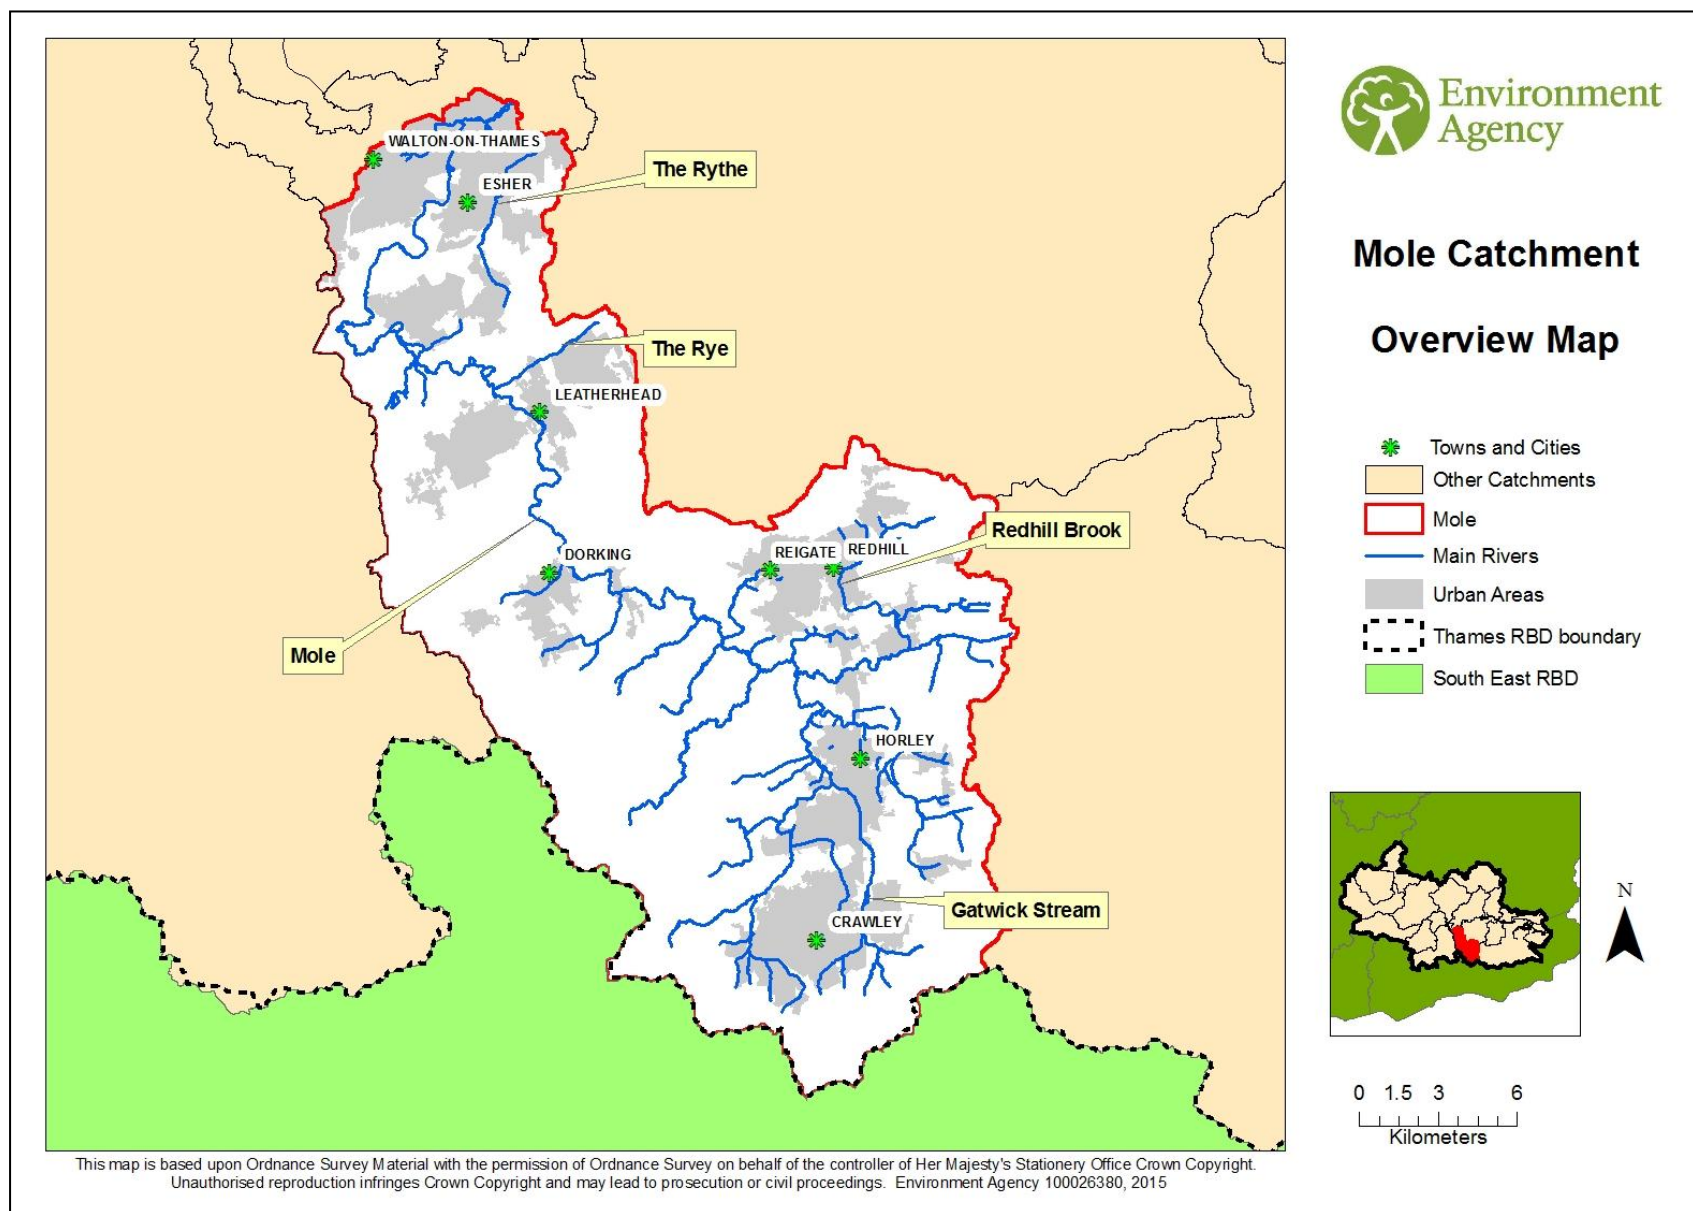 Environment
Agency
Mole Catchment
Overview Map
WALTON-ON-THAMES
The Rythe
ESHER
The Rye
LEATHERHEAD
Redhill Brook
DORKING
REIGATE
REDHILL
Mole
HORLEY
Gatwick Stream
CRAWLEY
Towns and Cities
Other Catchments
Mole
Main Rivers
Urban Areas
Thames RBD boundary
South East RBD
N
0 1.5 3 6
Kilometers
This map is based upon Ordnance Survey Material with the permission of Ordnance Survey on behalf of the controller of Her Majesty's Stationery Office Crown Copyright.
Unauthorised reproduction infringes Crown Copyright and may lead to prosecution or civil proceedings. Environment Agency 100026380, 2015